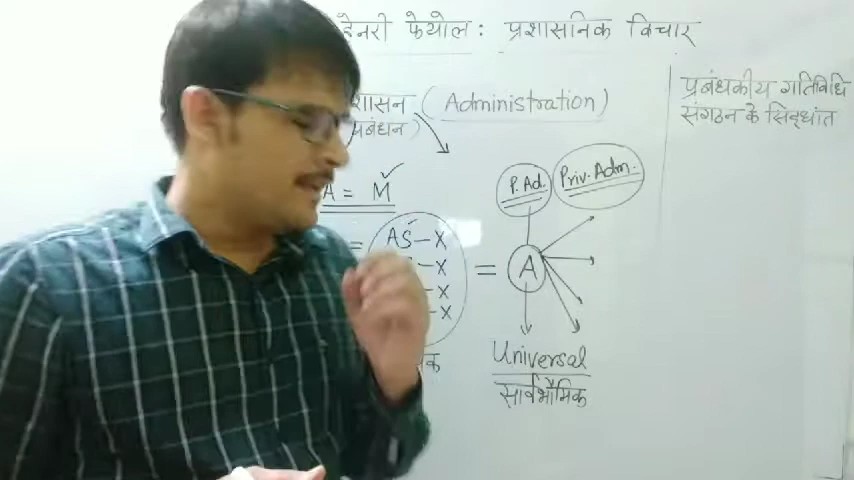 हेनरी फेयोल: प्रशासनिक विचार
शासन (Administration)
प्रबंधन)
A = M
= AS-X
-X
-X
-X
=
P. Ad.
Priv. Adm.
A
Universal
सार्वभौमिक
प्रबंधकीय गतिविधि
संगठन के सिद्धांत